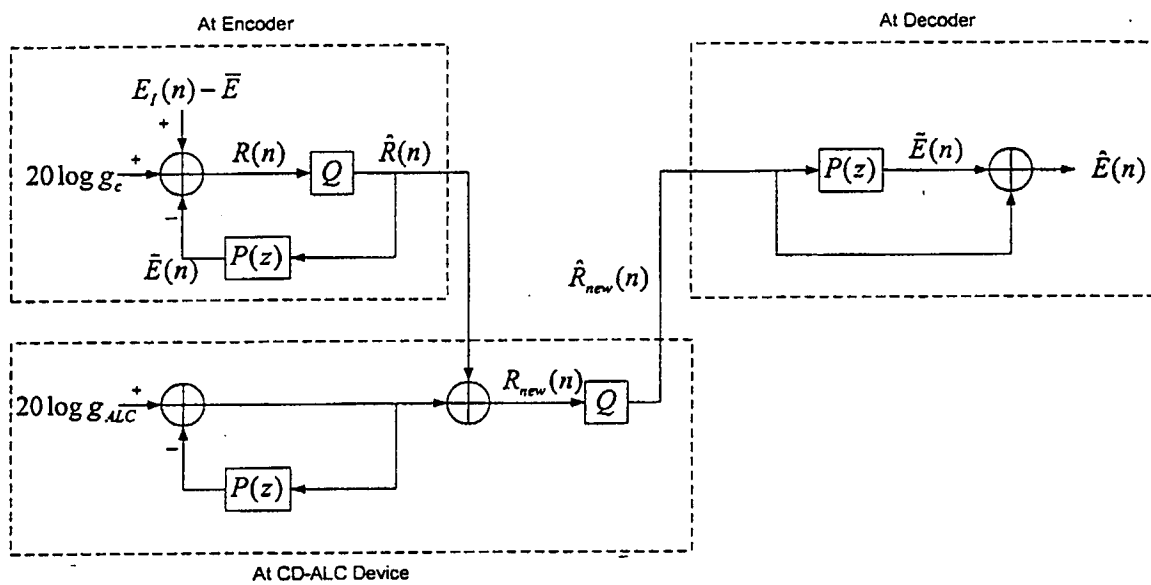 At Encoder
At Decoder
E_I(n) − E̅
+
20 log g_c
+
R(n)
Q
R̂(n)
−
Ẽ(n)
P(z)
P(z)
Ẽ(n)
Ê(n)
R̂_new(n)
20 log g_ALC
+
R_new(n)
Q
−
P(z)
At CD-ALC Device